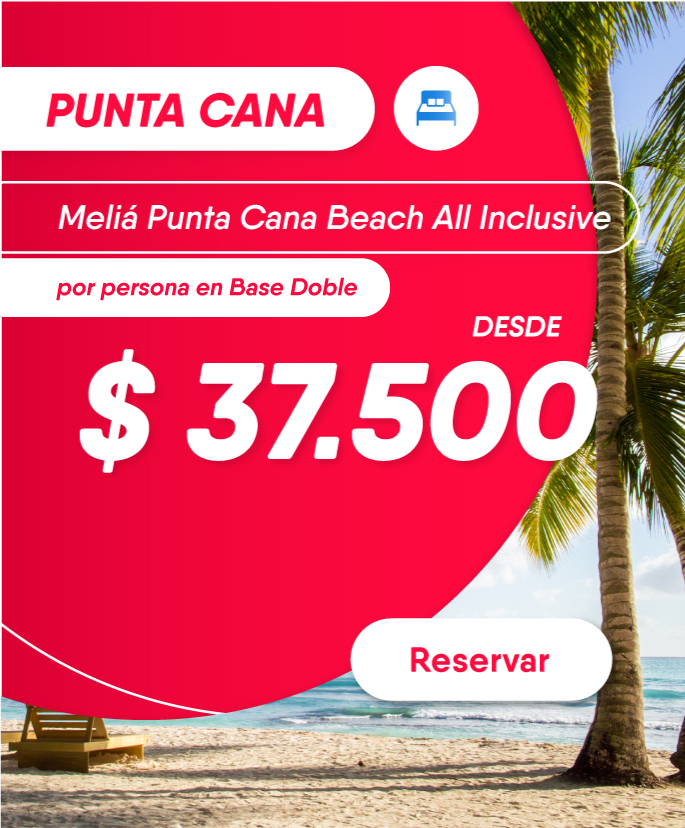 PUNTA CANA
Meliá Punta Cana Beach All Inclusive
por persona en Base Doble
DESDE
$ 37.500
Reservar